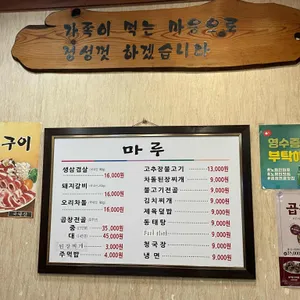 가족이 먹는 마음으로
정성껏 하겠습니다
구이
마루
생삼겹살 16,000원
돼지갈비 16,000원
오리차돌 16,000원
곱창전골
중 35,000원
대 45,000원
된장찌개 3,000원
주먹밥 4,000원
고추장불고기 13,000원
차돌된장찌개 9,000원
불고기전골 9,000원
김치찌개 9,000원
제육덮밥 9,000원
동태탕 9,000원
9,000원
청국장 9,000원
냉면 9,000원
영수증
부탁
곱